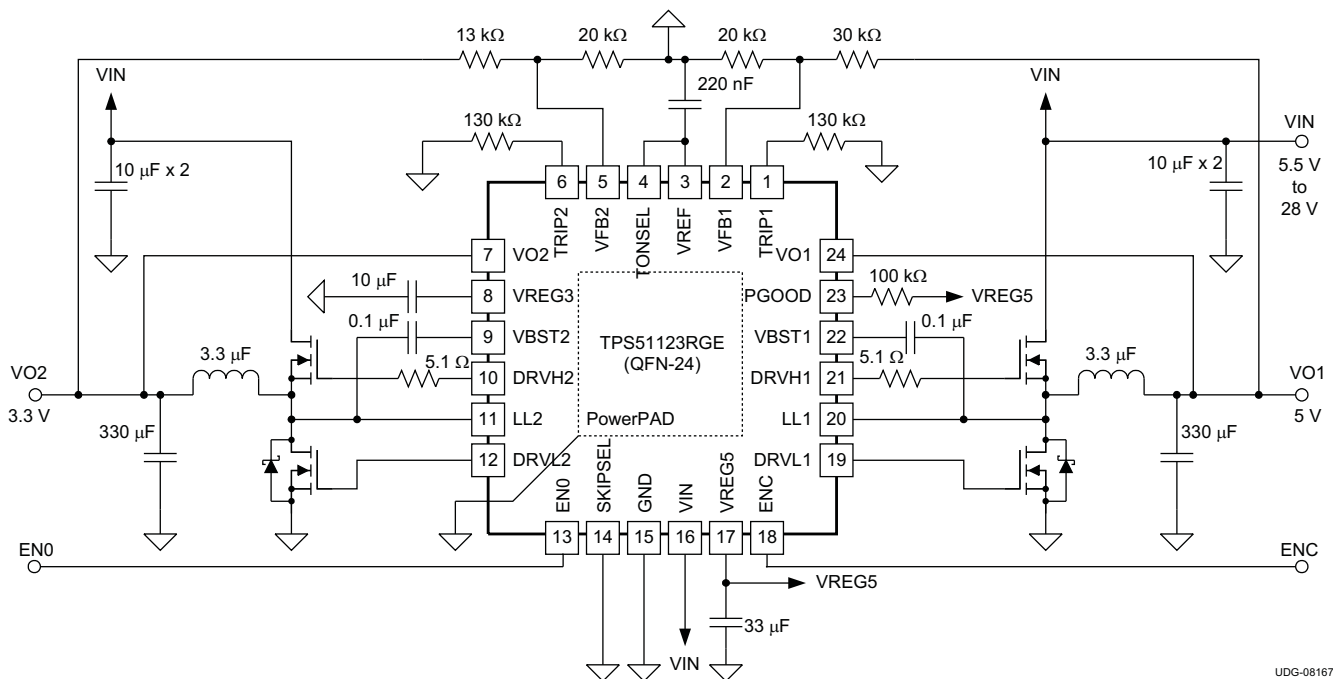 13 kΩ
20 kΩ
20 kΩ
30 kΩ
VIN
220 nF
VIN
130 kΩ
130 kΩ
VIN
10 μF x 2
10 μF x 2
5.5 V
to
28 V
6
5
4
3
2
1
TRIP2
VFB2
TONSEL
VREF
VFB1
TRIP1
7
VO2
VO1
24
100 kΩ
10 μF
8
VREG3
PGOOD
23
VREG5
0.1 μF
0.1 μF
9
VBST2
TPS51123RGE
(QFN-24)
VBST1
22
3.3 μF
5.1 Ω
5.1 Ω
3.3 μF
VO2
10
DRVH2
DRVH1
21
VO1
3.3 V
5 V
330 μF
11
LL2
PowerPAD
LL1
20
330 μF
12
DRVL2
DRVL1
19
EN0
SKIPSEL
GND
VIN
VREG5
ENC
13
14
15
16
17
18
EN0
ENC
VREG5
33 μF
VIN
UDG-08167